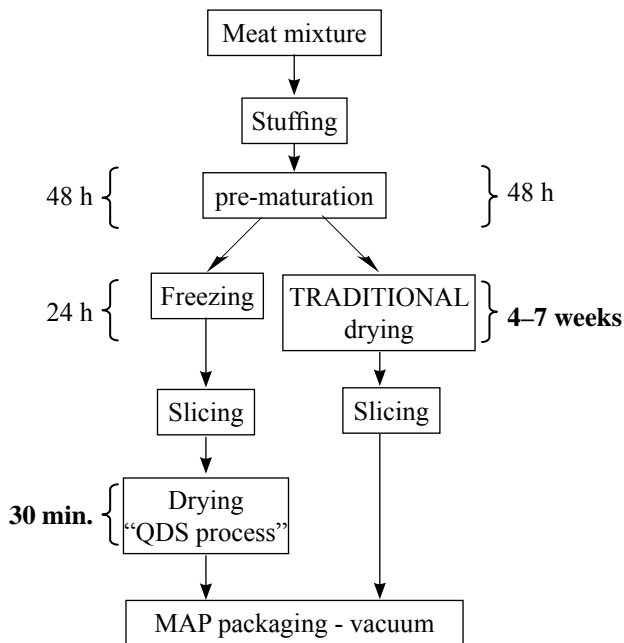 Meat mixture
Stuffing
48 h
pre-maturation
48 h
24 h
Freezing
TRADITIONAL
drying
4–7 weeks
Slicing
Slicing
30 min.
Drying
“QDS process”
MAP packaging - vacuum